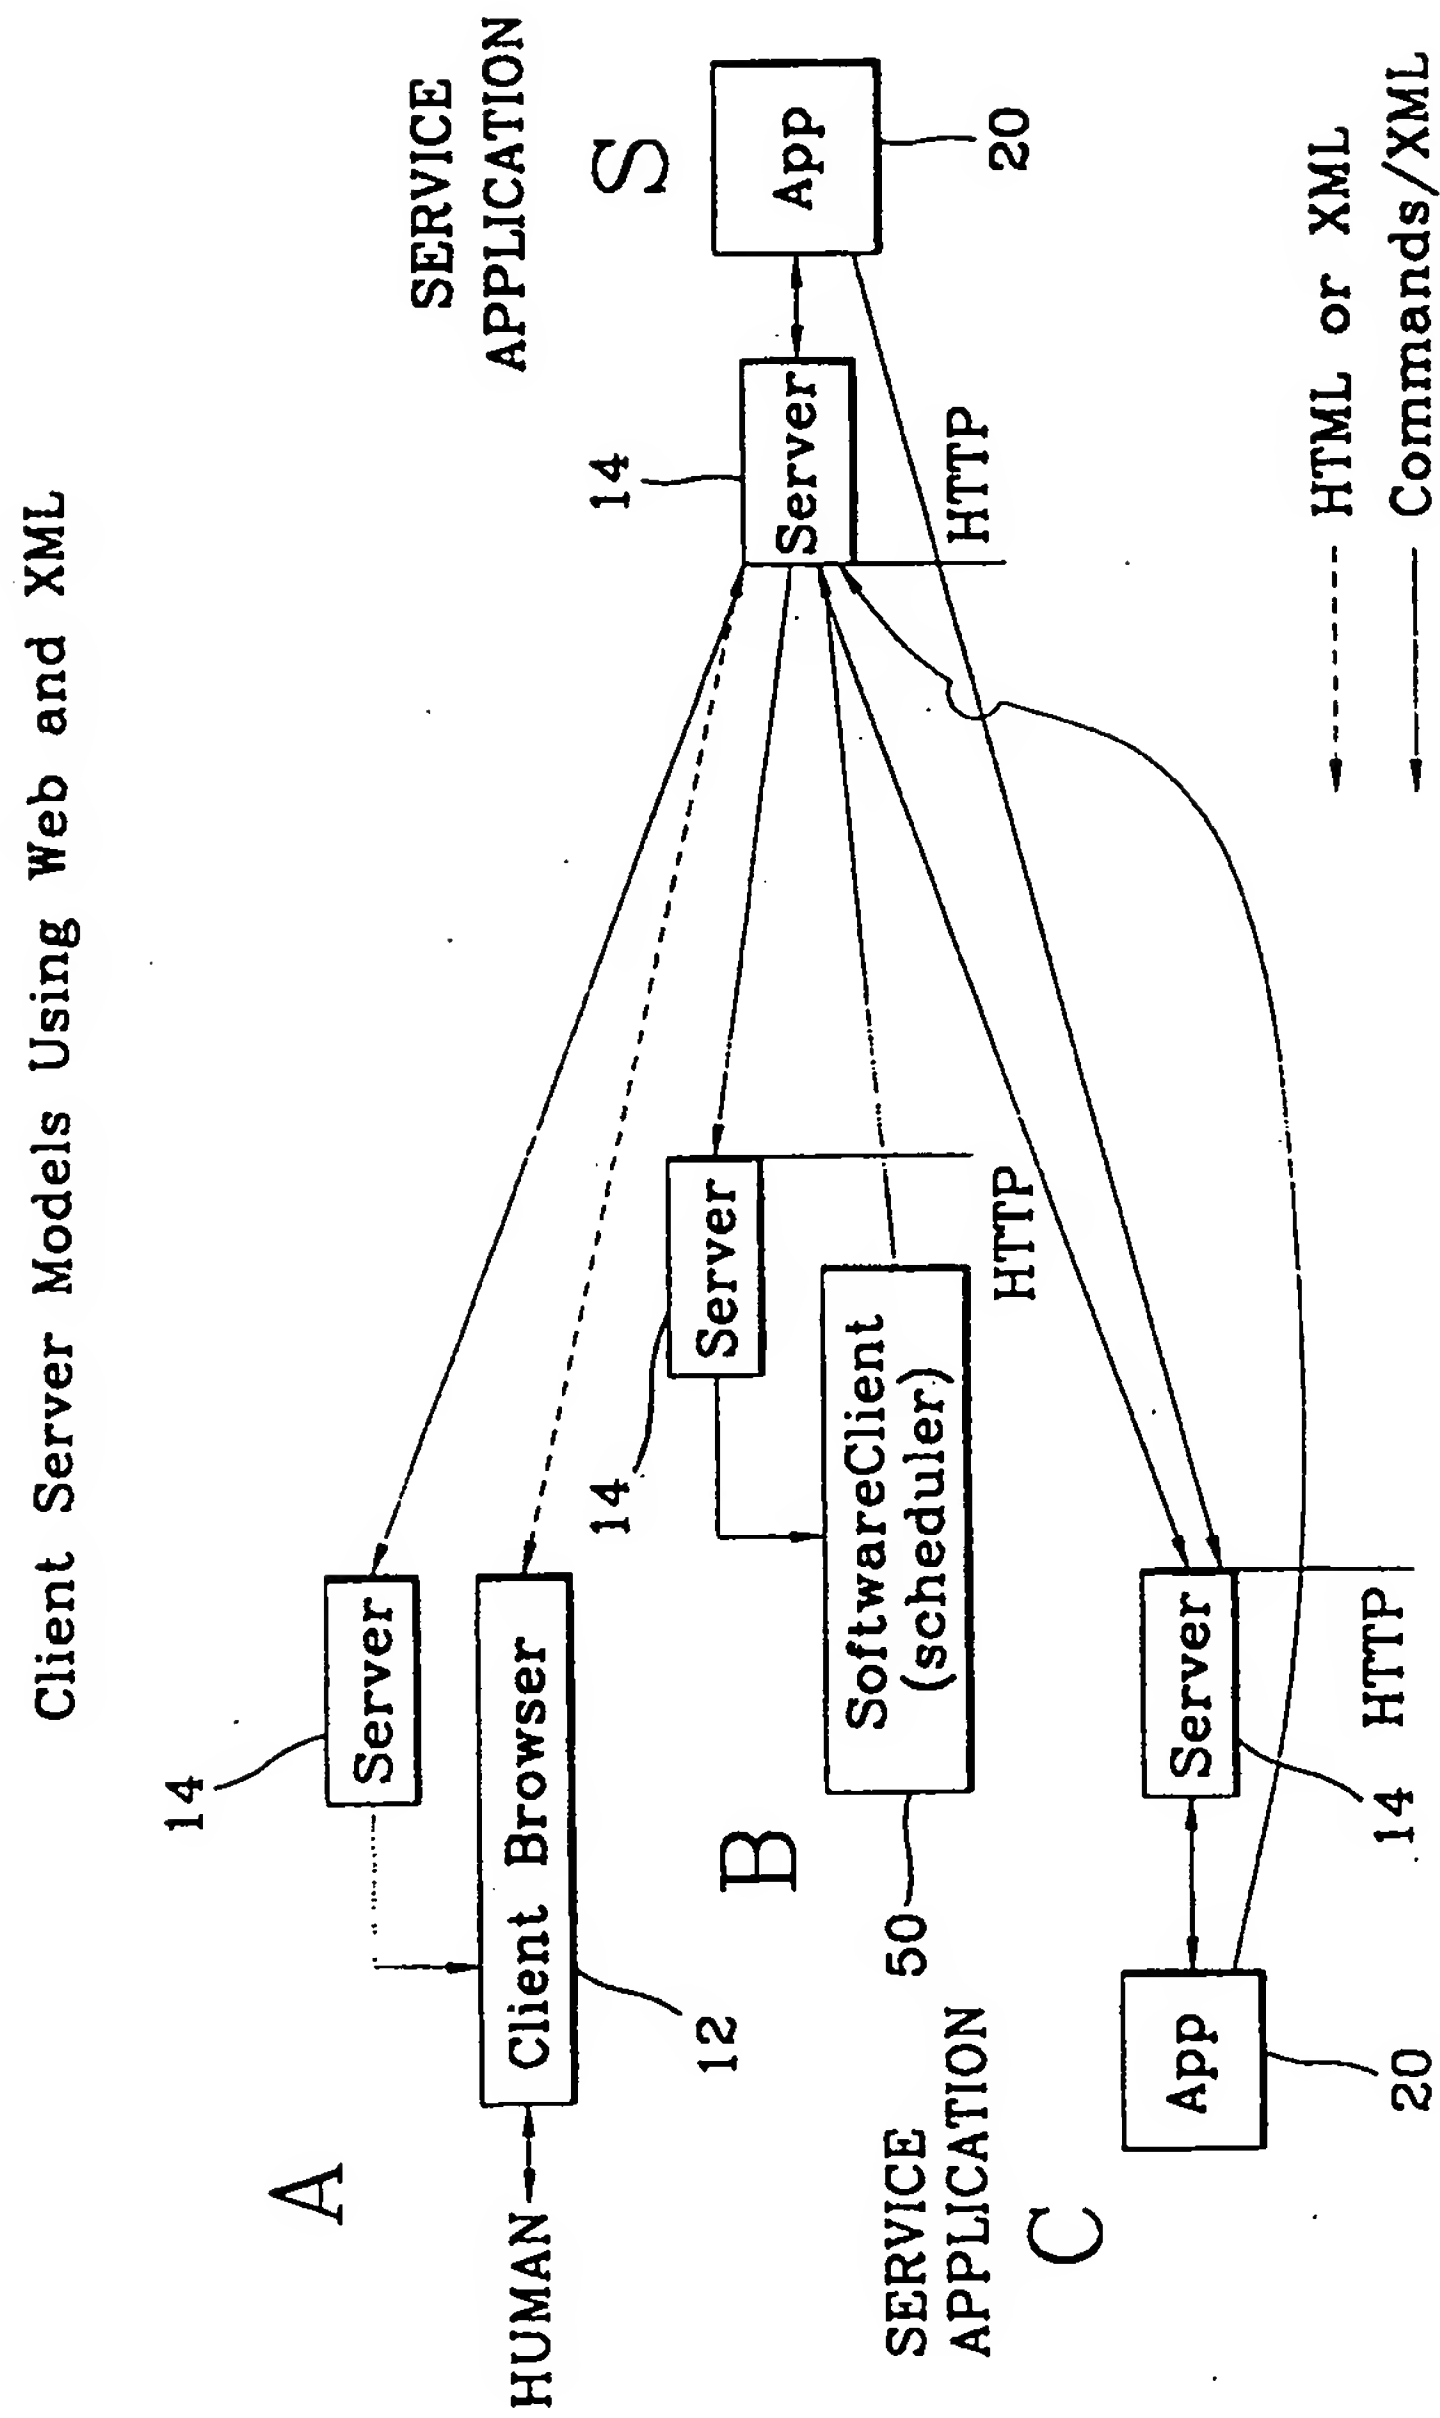 Client Server Models Using Web and XML
SERVICE
APPLICATION
S
App
20
14
Server
HTTP
A
14
Server
HUMAN
Client Browser
12
B
14
Server
HTTP
SoftwareClient
(scheduler)
50
SERVICE
APPLICATION
C
App
20
Server
14
HTTP
HTML or XML
Commands/XML